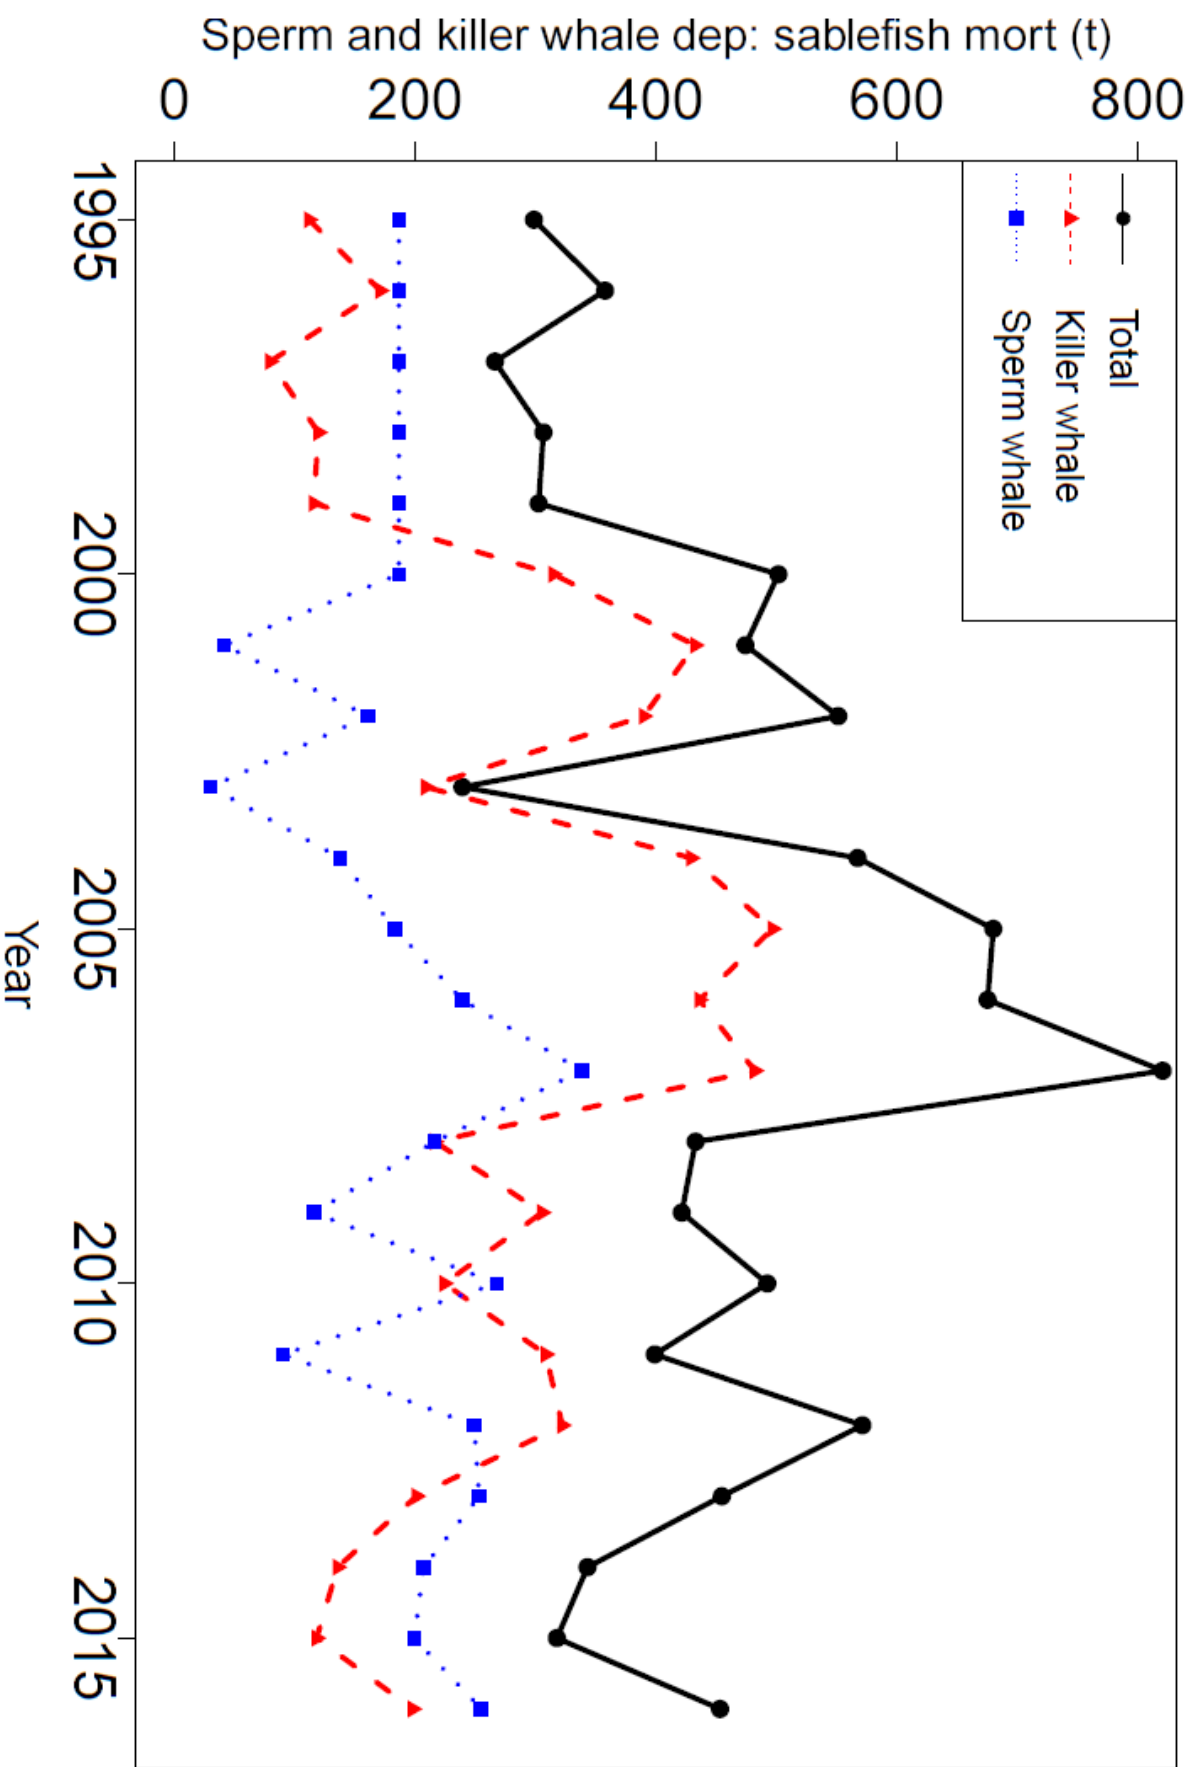 Sperm and killer whale dep: sablefish mort (t)
0 200 400 600 800
Total
Killer whale
Sperm whale
1995 2000 2005 2010 2015
Year